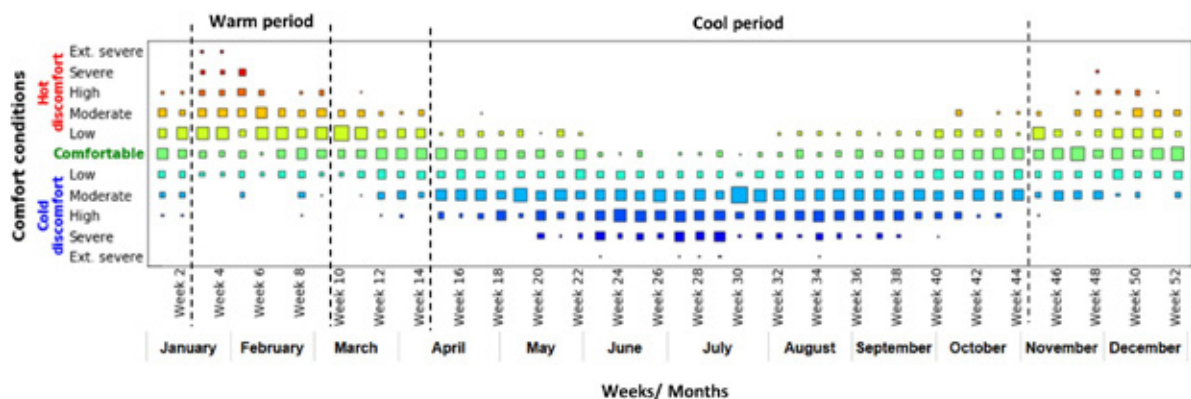 Warm period
Cool period
Comfort conditions
Hot discomfort
Cold discomfort
Ext. severe
Severe
High
Moderate
Low
Comfortable
Low
Moderate
High
Severe
Ext. severe
Week 2
Week 4
Week 6
Week 8
Week 10
Week 12
Week 14
Week 16
Week 18
Week 20
Week 22
Week 24
Week 26
Week 28
Week 30
Week 32
Week 34
Week 36
Week 38
Week 40
Week 42
Week 44
Week 46
Week 48
Week 50
Week 52
January
February
March
April
May
June
July
August
September
October
November
December
Weeks/ Months